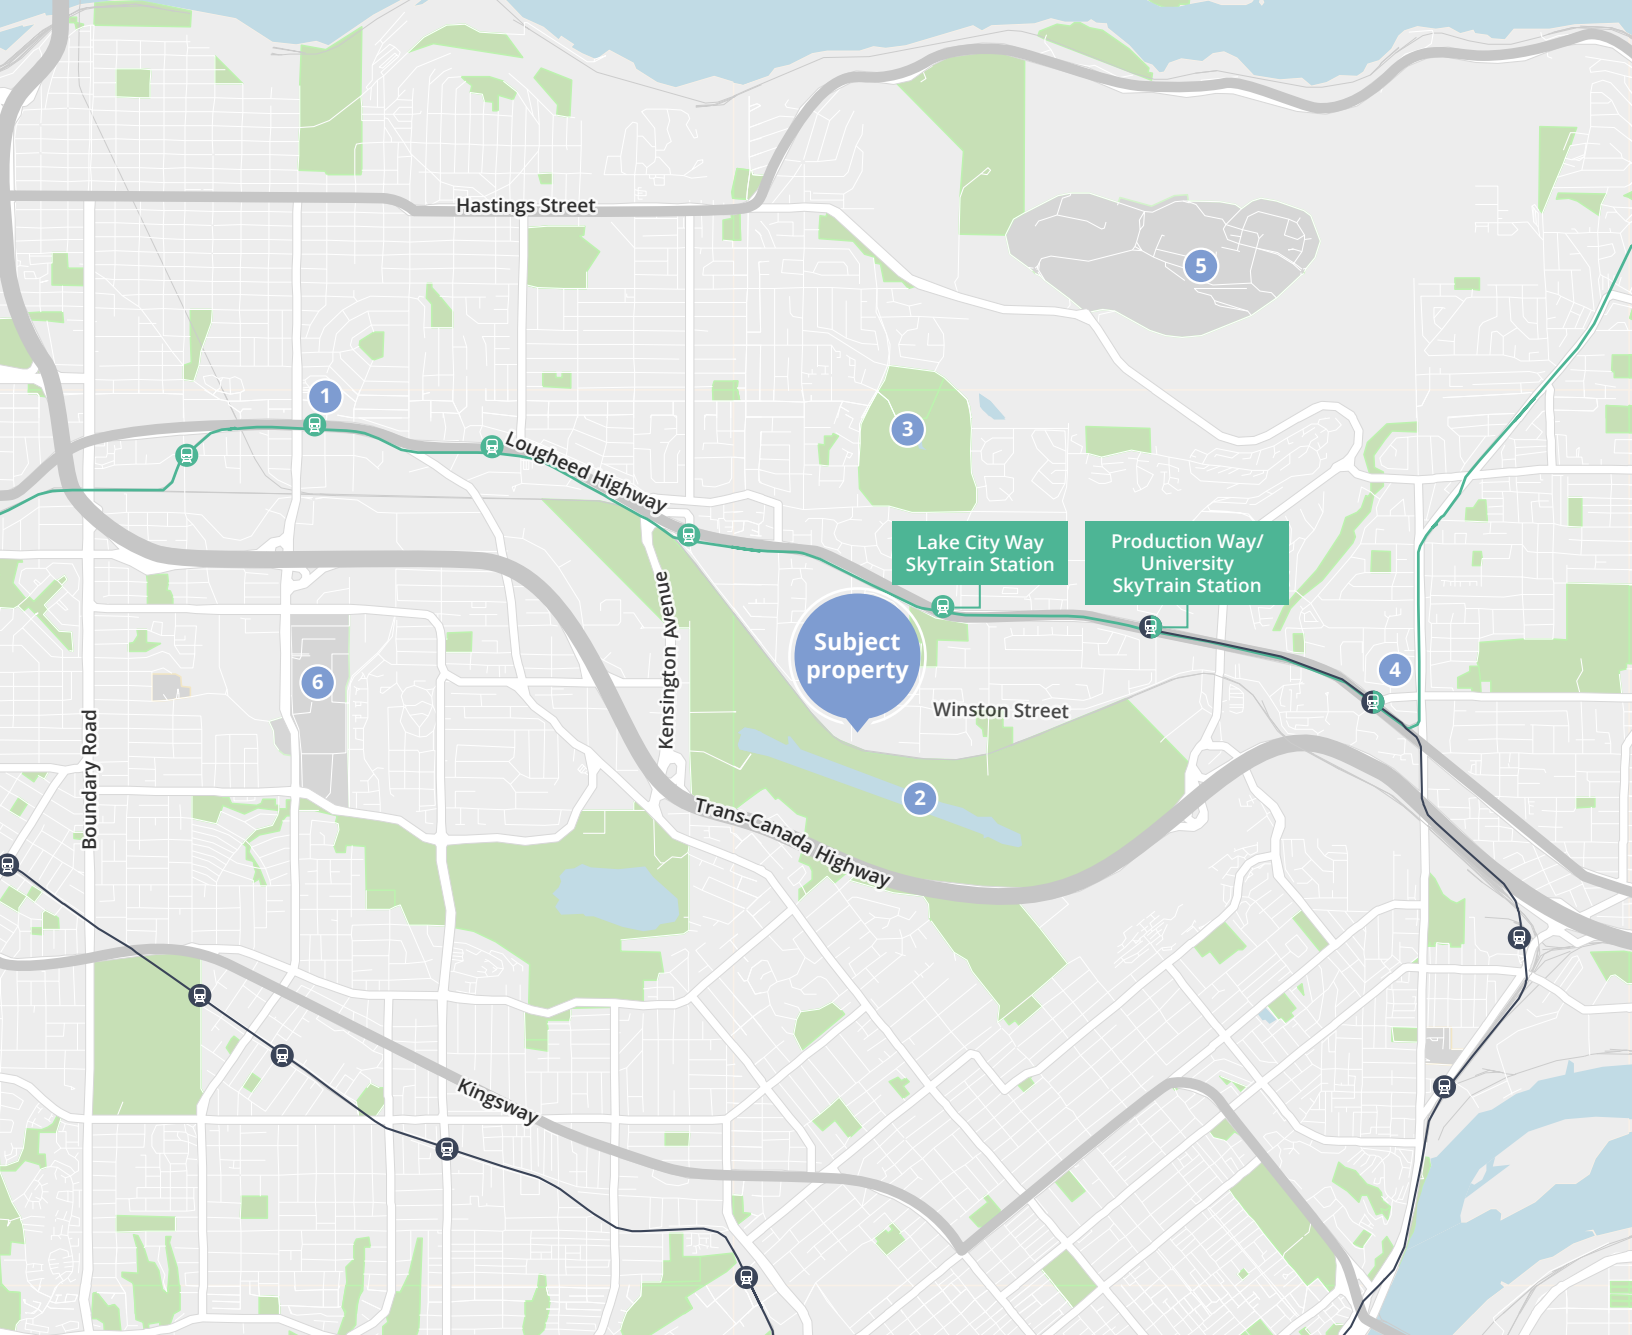 Hastings Street
5
1
Lougheed Highway
3
Lake City Way
SkyTrain Station
Production Way/
University
SkyTrain Station
Kensington Avenue
Subject
property
4
6
Winston Street
Boundary Road
2
Trans-Canada Highway
Kingsway